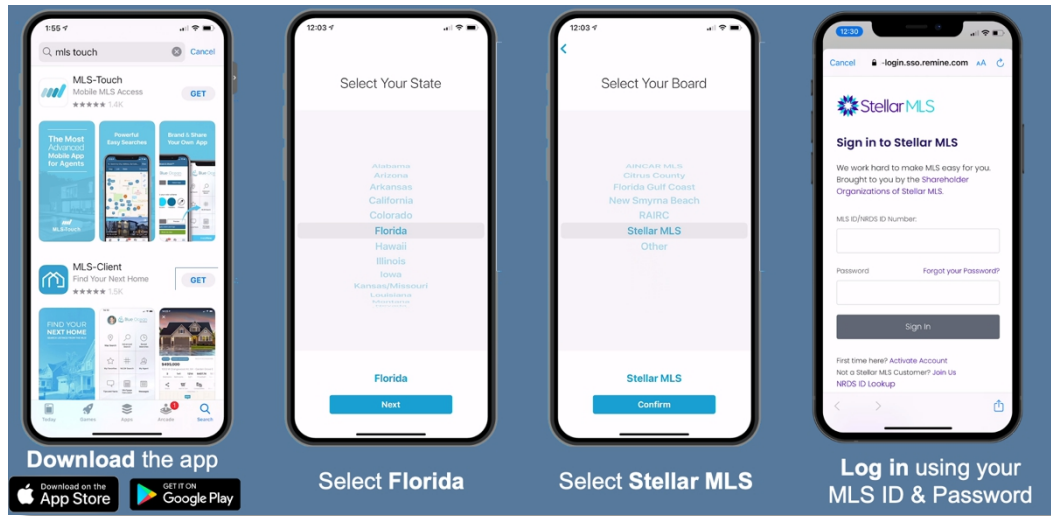 1:55
mls touch
Cancel
MLS-Touch
Mobile MLS Access
1.4K
GET
The Most
Advanced
Mobile App
for Agents
MLS-Touch
Powerful
Easy Searches
Brand & Share
Your Own App
MLS-Client
Find Your Next Home
1.5K
GET
FIND YOUR
NEXT HOME
Today
Games
Apps
Arcade
1
Search
Download the app
Download on the
App Store
GET IT ON
Google Play
12:03
Select Your State
Alabama
Arizona
Arkansas
California
Colorado
Florida
Hawaii
Illinois
Iowa
Kansas/Missouri
Louisiana
Montana
Florida
Next
Select Florida
12:03
Select Your Board
AINCAR MLS
Citrus County
Florida Gulf Coast
New Smyrna Beach
RAIRC
Stellar MLS
Other
Stellar MLS
Confirm
Select Stellar MLS
12:30
Cancel
-login.sso.remine.com
AA
StellarMLS
Sign in to Stellar MLS
We work hard to make MLS easy for you.
Brought to you by the Shareholder
Organizations of Stellar MLS.
MLS ID/NRDS ID Number:
Password
Forgot your Password?
Sign In
First time here? Activate Account
Not a Stellar MLS Customer? Join Us
NRDS ID Lookup
Log in using your
MLS ID & Password